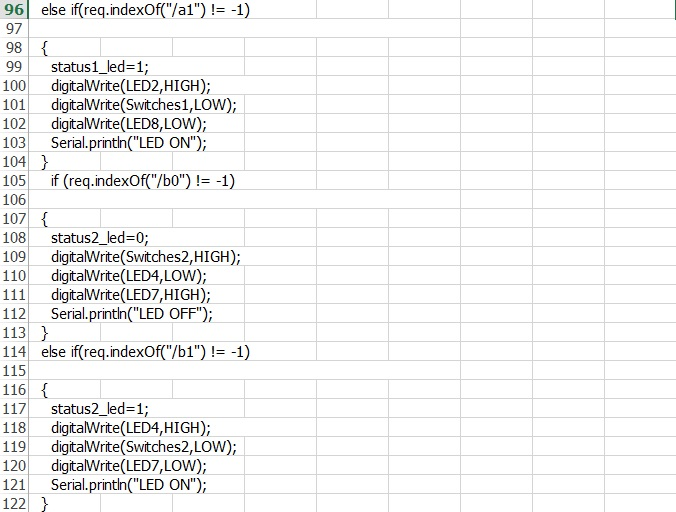 96 else if(req.indexOf("/a1") != -1)
97
98 {
99 status1_led=1;
100 digitalWrite(LED2,HIGH);
101 digitalWrite(Switches1,LOW);
102 digitalWrite(LED8,LOW);
103 Serial.println("LED ON");
104 }
105 if (req.indexOf("/b0") != -1)
106
107 {
108 status2_led=0;
109 digitalWrite(Switches2,HIGH);
110 digitalWrite(LED4,LOW);
111 digitalWrite(LED7,HIGH);
112 Serial.println("LED OFF");
113 }
114 else if(req.indexOf("/b1") != -1)
115
116 {
117 status2_led=1;
118 digitalWrite(LED4,HIGH);
119 digitalWrite(Switches2,LOW);
120 digitalWrite(LED7,LOW);
121 Serial.println("LED ON");
122 }